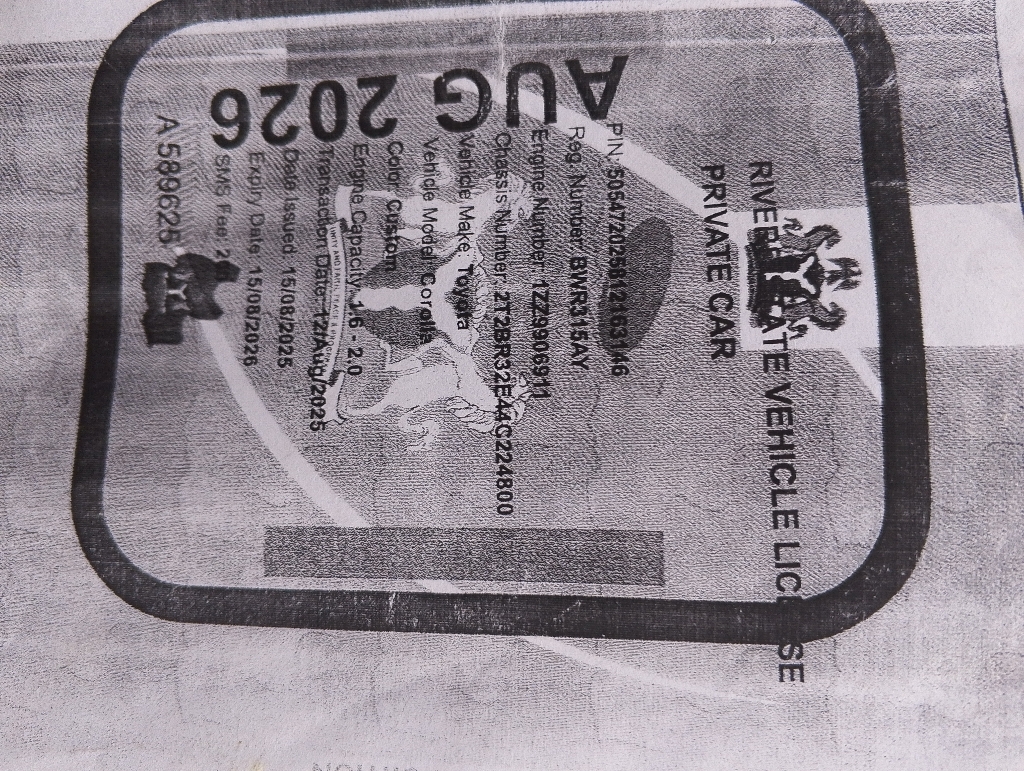 RIVERS STATE VEHICLE LICENSE
PRIVATE CAR
PIN: 505472025812163146
Reg. Number: BWR315AY
Engine Number: 1ZZ9906911
Chassis Number: 2T2BR32E44C224800
Vehicle Make: Toyota
Vehicle Model: Corolla
Color: Custom
Engine Capacity: 1.6 - 2.0
Transaction Date: 12/Aug/2025
Date Issued: 15/08/2025
Expiry Date: 15/08/2026
SMS Fee:
A589625
AUG 2026